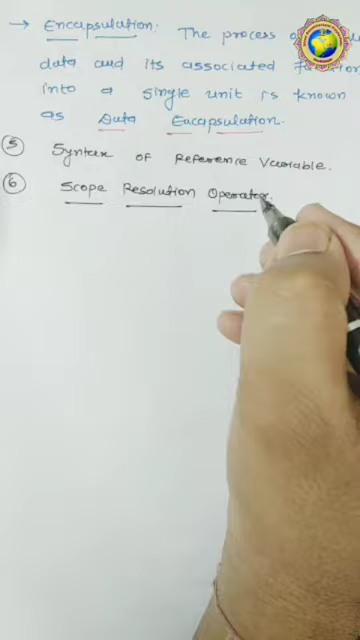 → Encapsulation: The process o
data and its associated
into a single unit is known
as Data Encapsulation.
⑤ Syntax of Reference Variable.
⑥ Scope Resolution Operator.